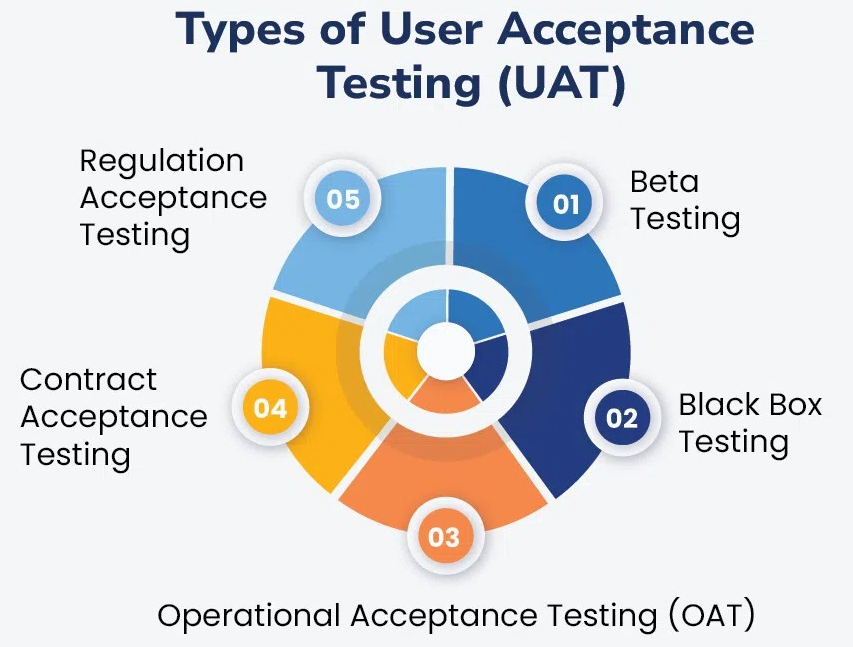 Types of User Acceptance
Testing (UAT)
01
Beta
Testing
02
Black Box
Testing
03
Operational Acceptance Testing (OAT)
04
Contract
Acceptance
Testing
05
Regulation
Acceptance
Testing